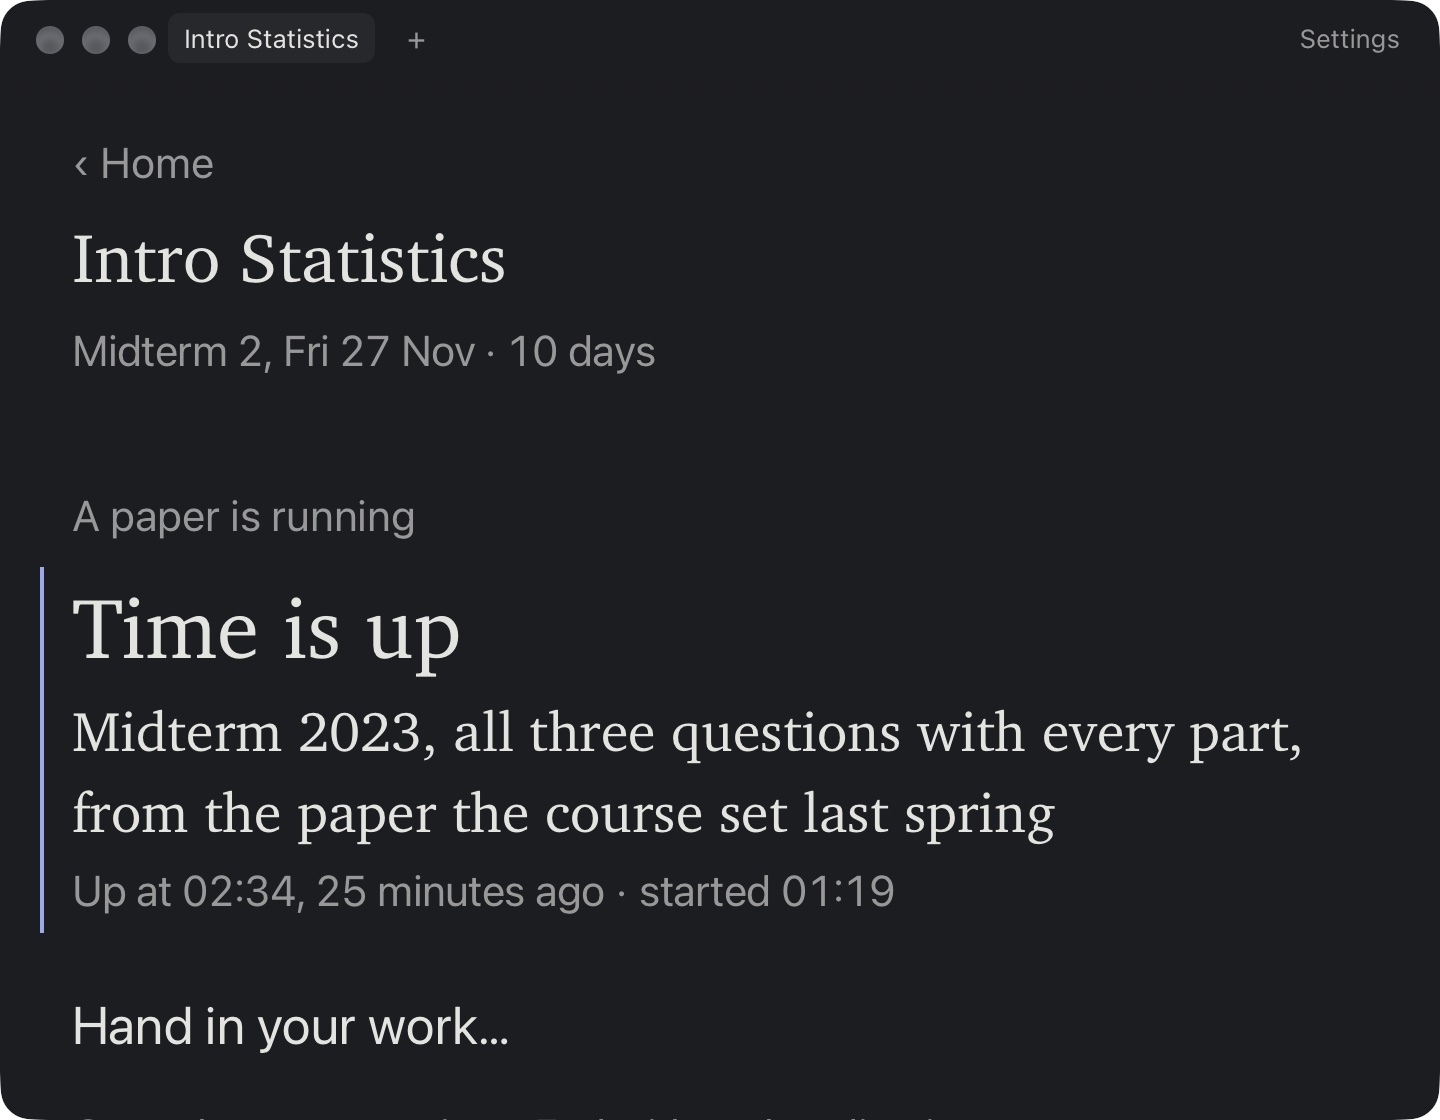 Intro Statistics +
Settings
‹ Home
Intro Statistics
Midterm 2, Fri 27 Nov · 10 days
A paper is running
Time is up
Midterm 2023, all three questions with every part,
from the paper the course set last spring
Up at 02:34, 25 minutes ago · started 01:19
Hand in your work…